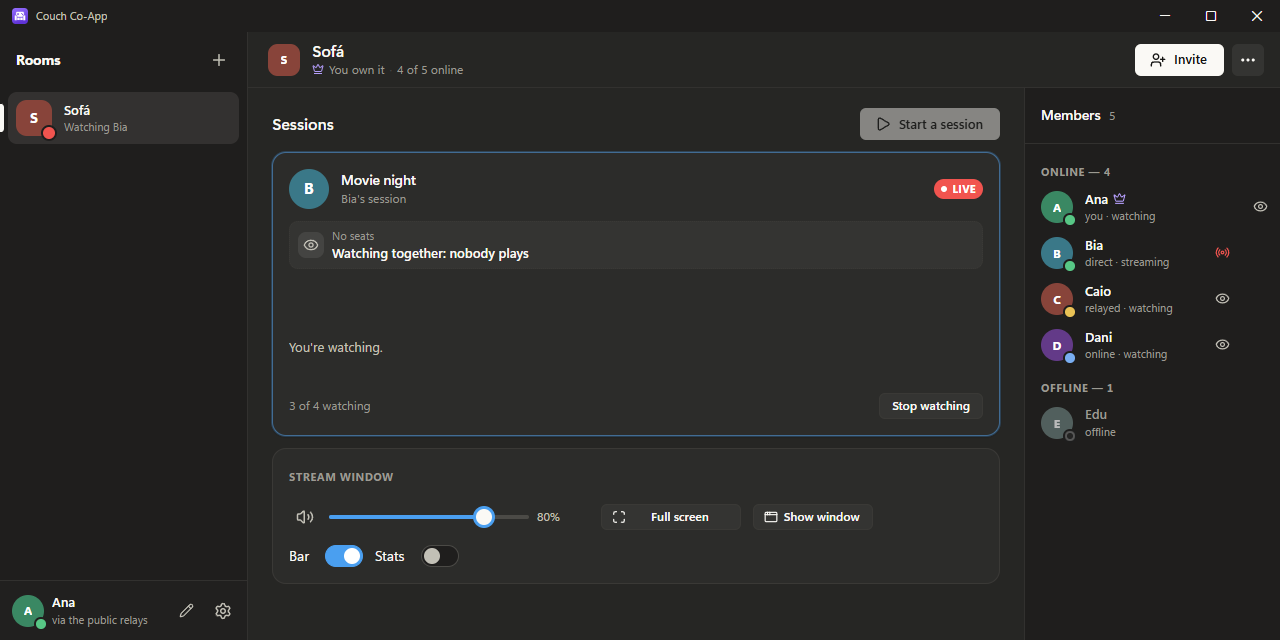 Couch Co-App
Rooms
S
Sofá
Watching Bia
A
Ana
via the public relays
S
Sofá
You own it · 4 of 5 online
Invite
Sessions
Start a session
B
Movie night
Bia's session
LIVE
No seats
Watching together: nobody plays
You're watching.
3 of 4 watching
Stop watching
STREAM WINDOW
80%
Full screen
Show window
Bar
Stats
Members 5
ONLINE — 4
A
Ana
you · watching
B
Bia
direct · streaming
C
Caio
relayed · watching
D
Dani
online · watching
OFFLINE — 1
E
Edu
offline